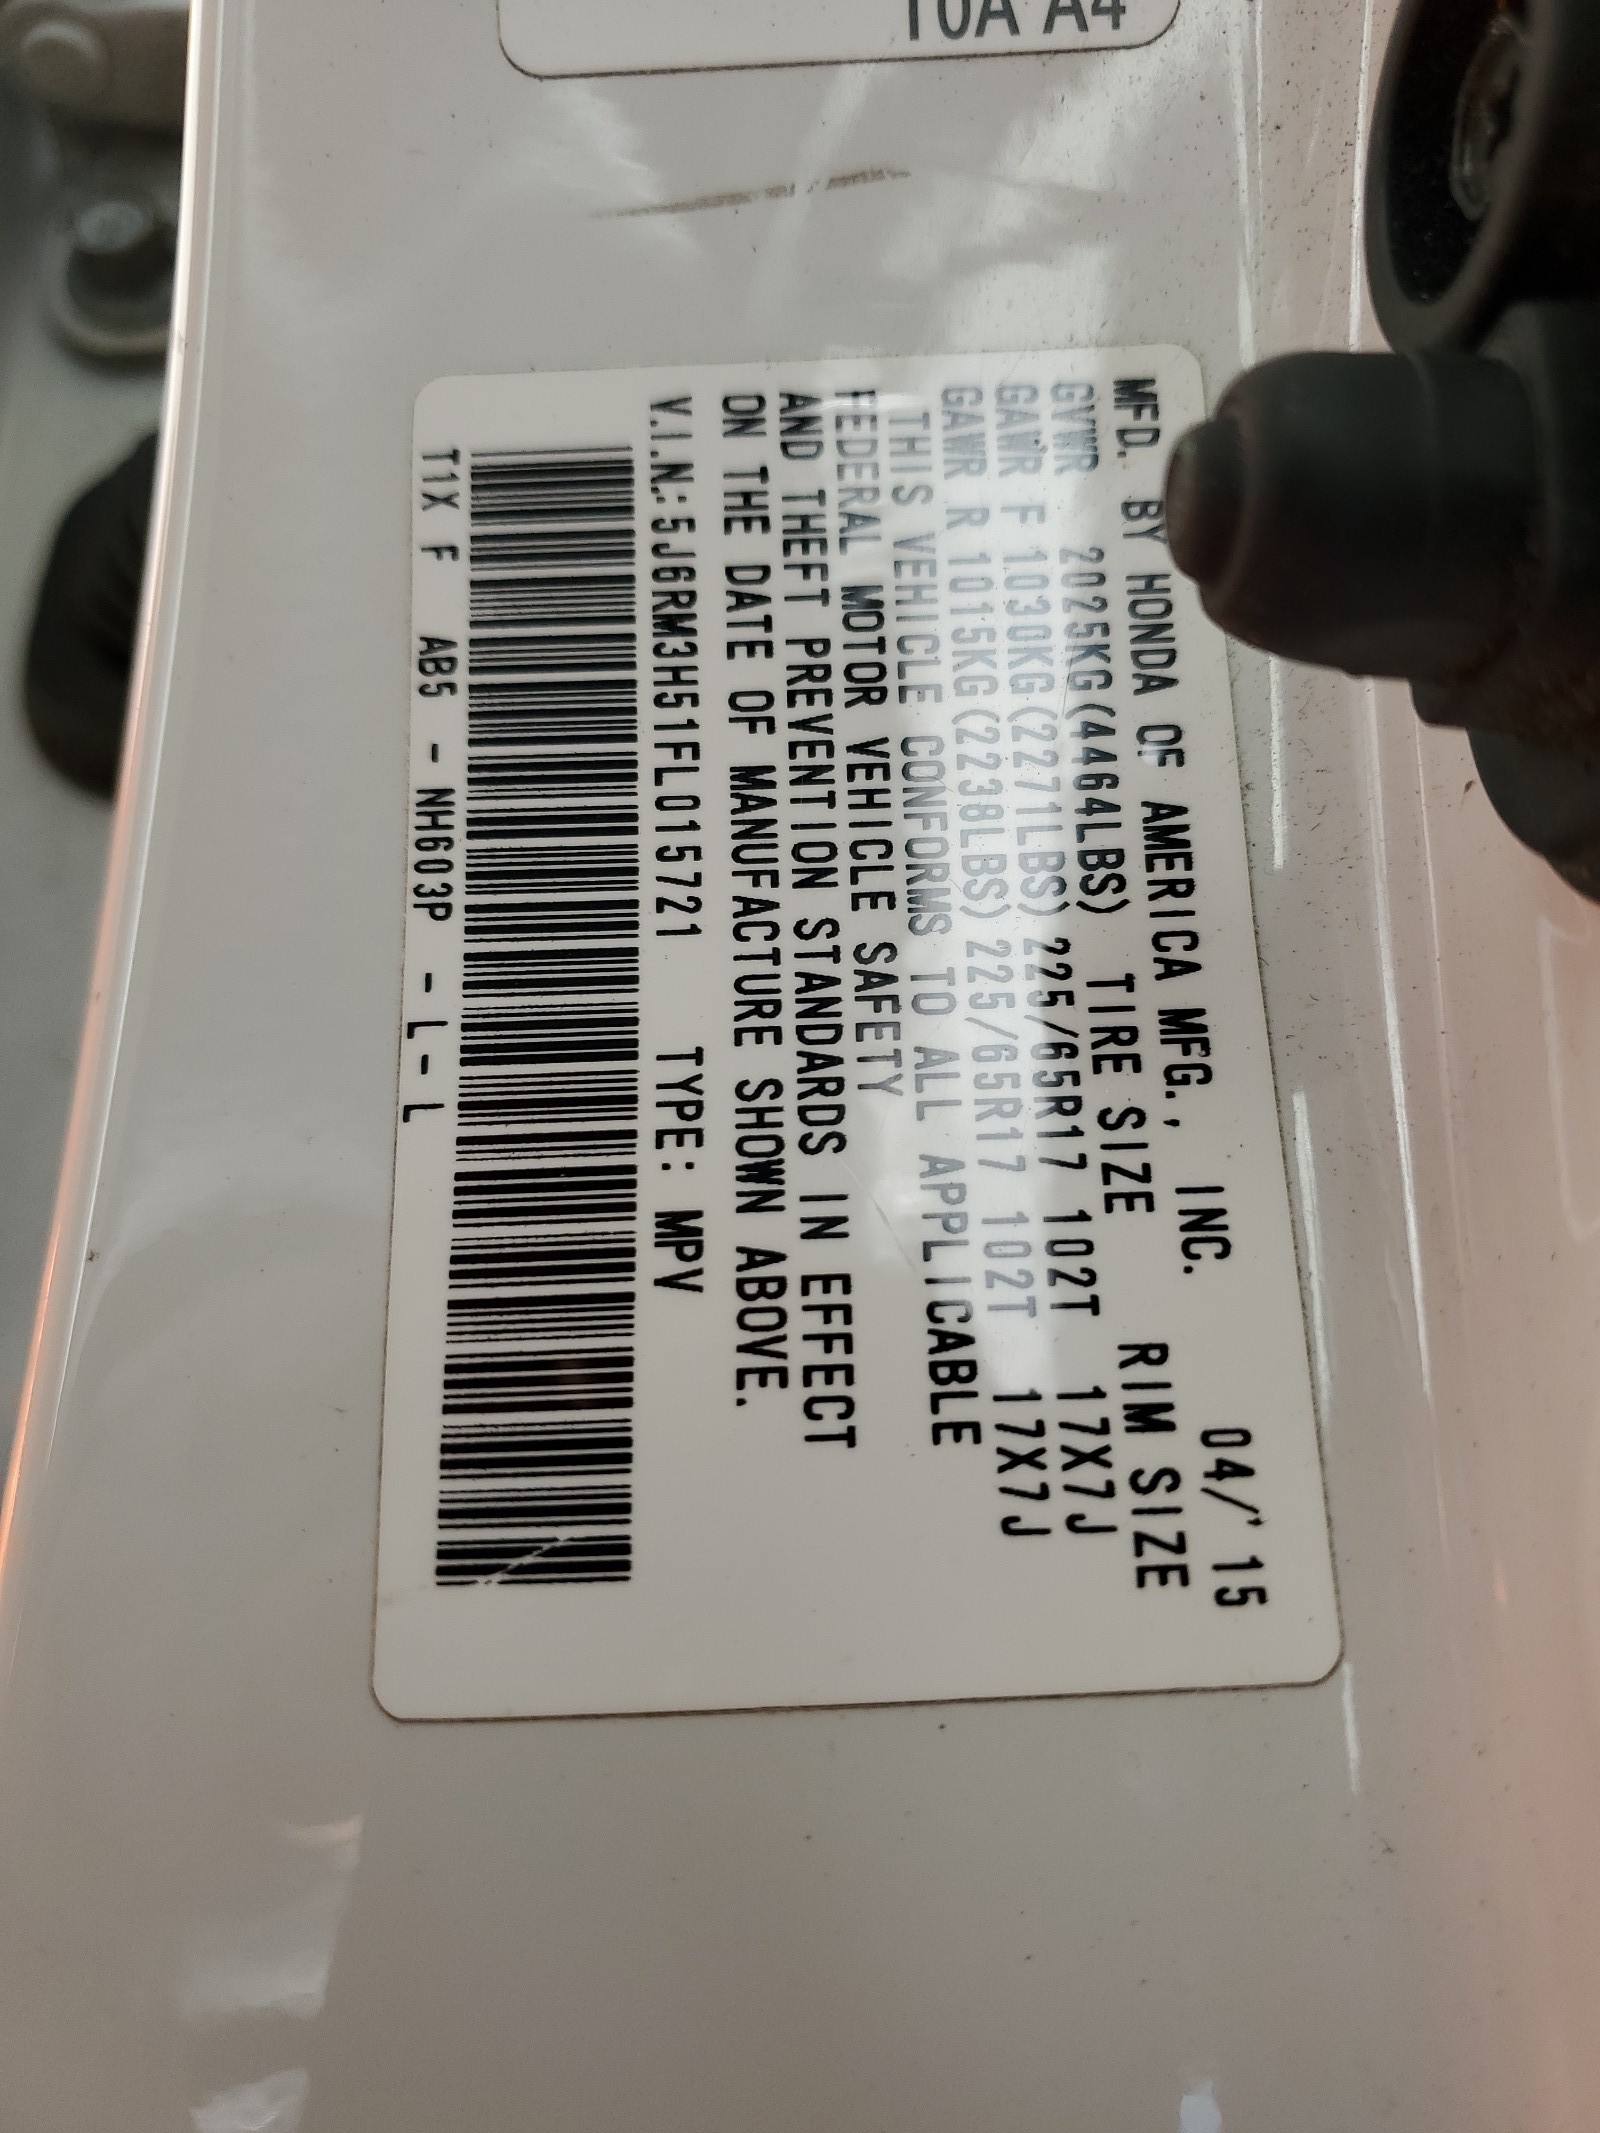 10A A4
MFD. BY HONDA OF AMERICA MFG., INC. 04/'15
GVWR 2025KG(4464LBS) TIRE SIZE RIM SIZE
GAWR F 1030KG(2271LBS) 225/65R17 102T 17X7J
GAWR R 1015KG(2238LBS) 225/65R17 102T 17X7J
THIS VEHICLE CONFORMS TO ALL APPLICABLE
FEDERAL MOTOR VEHICLE SAFETY
AND THEFT PREVENTION STANDARDS IN EFFECT
ON THE DATE OF MANUFACTURE SHOWN ABOVE.
V.I.N.:5J6RM3H51FL015721 TYPE: MPV
T1X F AB5 - NH603P - L - L